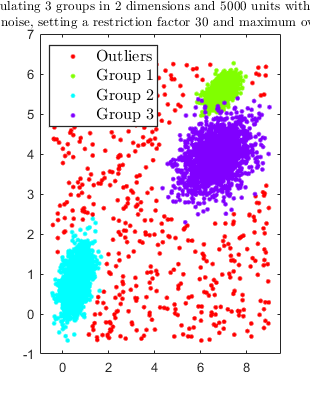 ulating 3 groups in 2 dimensions and 5000 units with
noise, setting a restriction factor 30 and maximum ov
7
6
5
4
3
2
1
0
-1
0 2 4 6 8
Outliers
Group 1
Group 2
Group 3